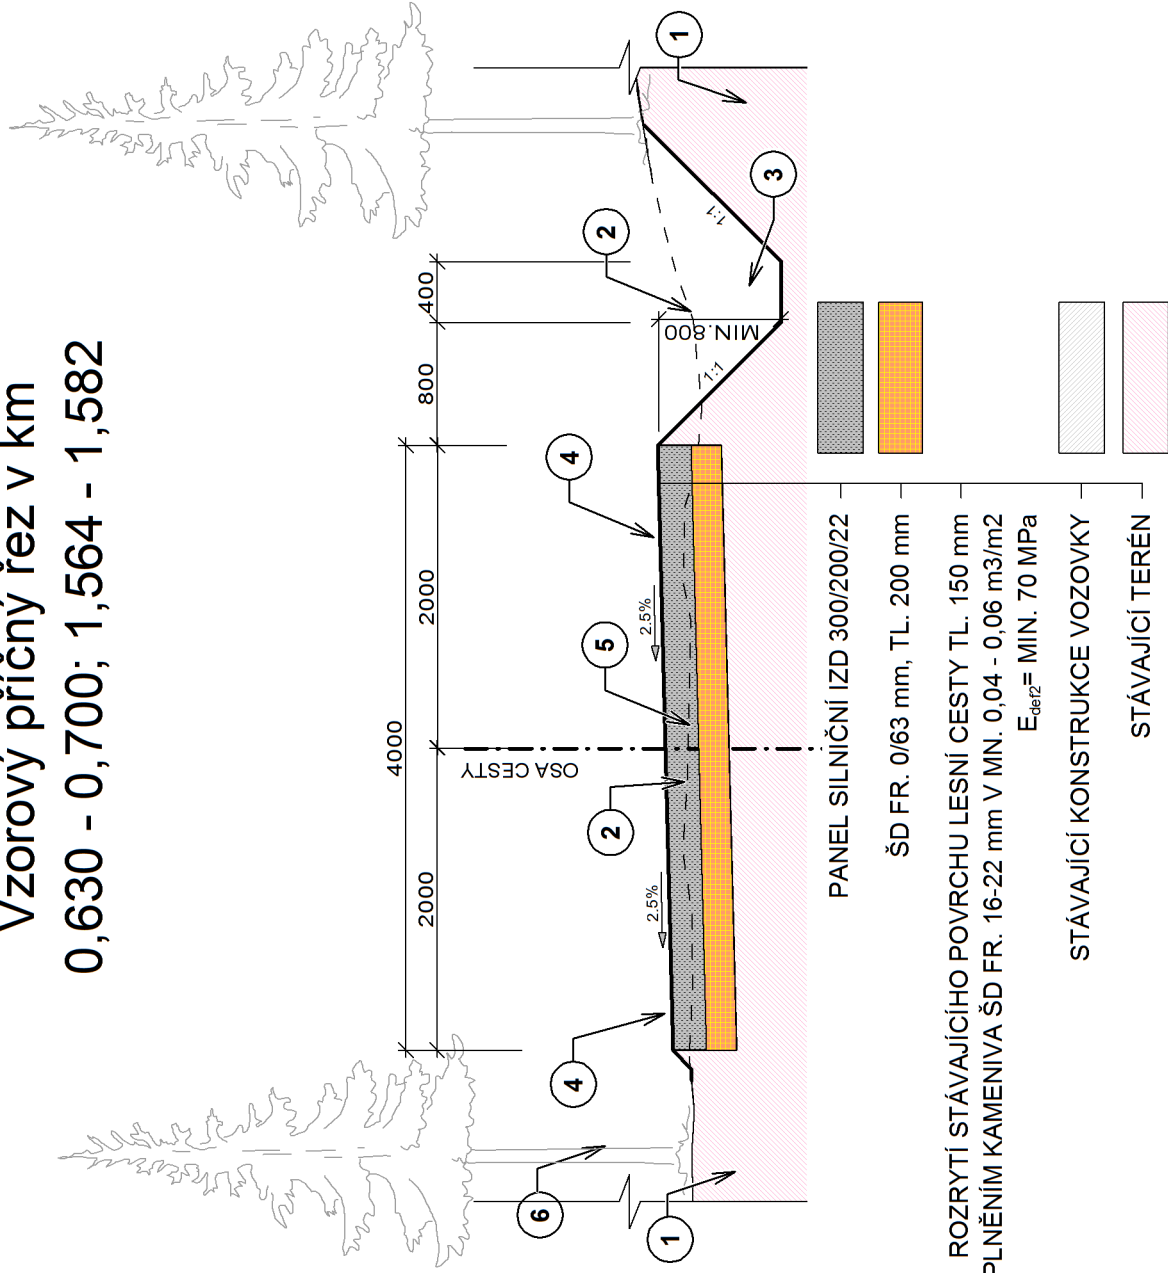 Vzorový příčný řez v km
0,630 - 0,700; 1,564 - 1,582
4000
2000
2000
800
400
OSA CESTY
6
1
4
2
5
4
2
3
1
2.5%
2.5%
MIN.800
1:1
1:1
PANEL SILNIČNÍ IZD 300/200/22
ŠD FR. 0/63 mm, TL. 200 mm
ROZRYTÍ STÁVAJÍCÍHO POVRCHU LESNÍ CESTY TL. 150 mm
PLNĚNÍM KAMENIVA ŠD FR. 16-22 mm V MN. 0,04 - 0,06 m3/m2
Edef2= MIN. 70 MPa
STÁVAJÍCÍ KONSTRUKCE VOZOVKY
STÁVAJÍCÍ TERÉN